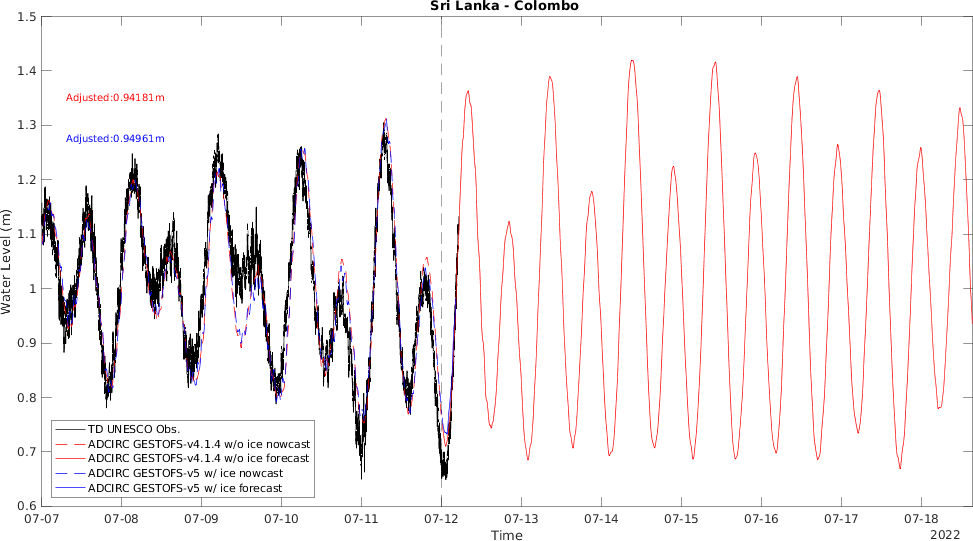 Sri Lanka - Colombo
1.5
1.4
1.3
1.2
1.1
1
0.9
0.8
0.7
0.6
Water Level (m)
Adjusted:0.94181m
Adjusted:0.94961m
TD UNESCO Obs.
ADCIRC GESTOFS-v4.1.4 w/o ice nowcast
ADCIRC GESTOFS-v4.1.4 w/o ice forecast
ADCIRC GESTOFS-v5 w/ ice nowcast
ADCIRC GESTOFS-v5 w/ ice forecast
07-07 07-08 07-09 07-10 07-11 07-12 07-13 07-14 07-15 07-16 07-17 07-18
Time
2022